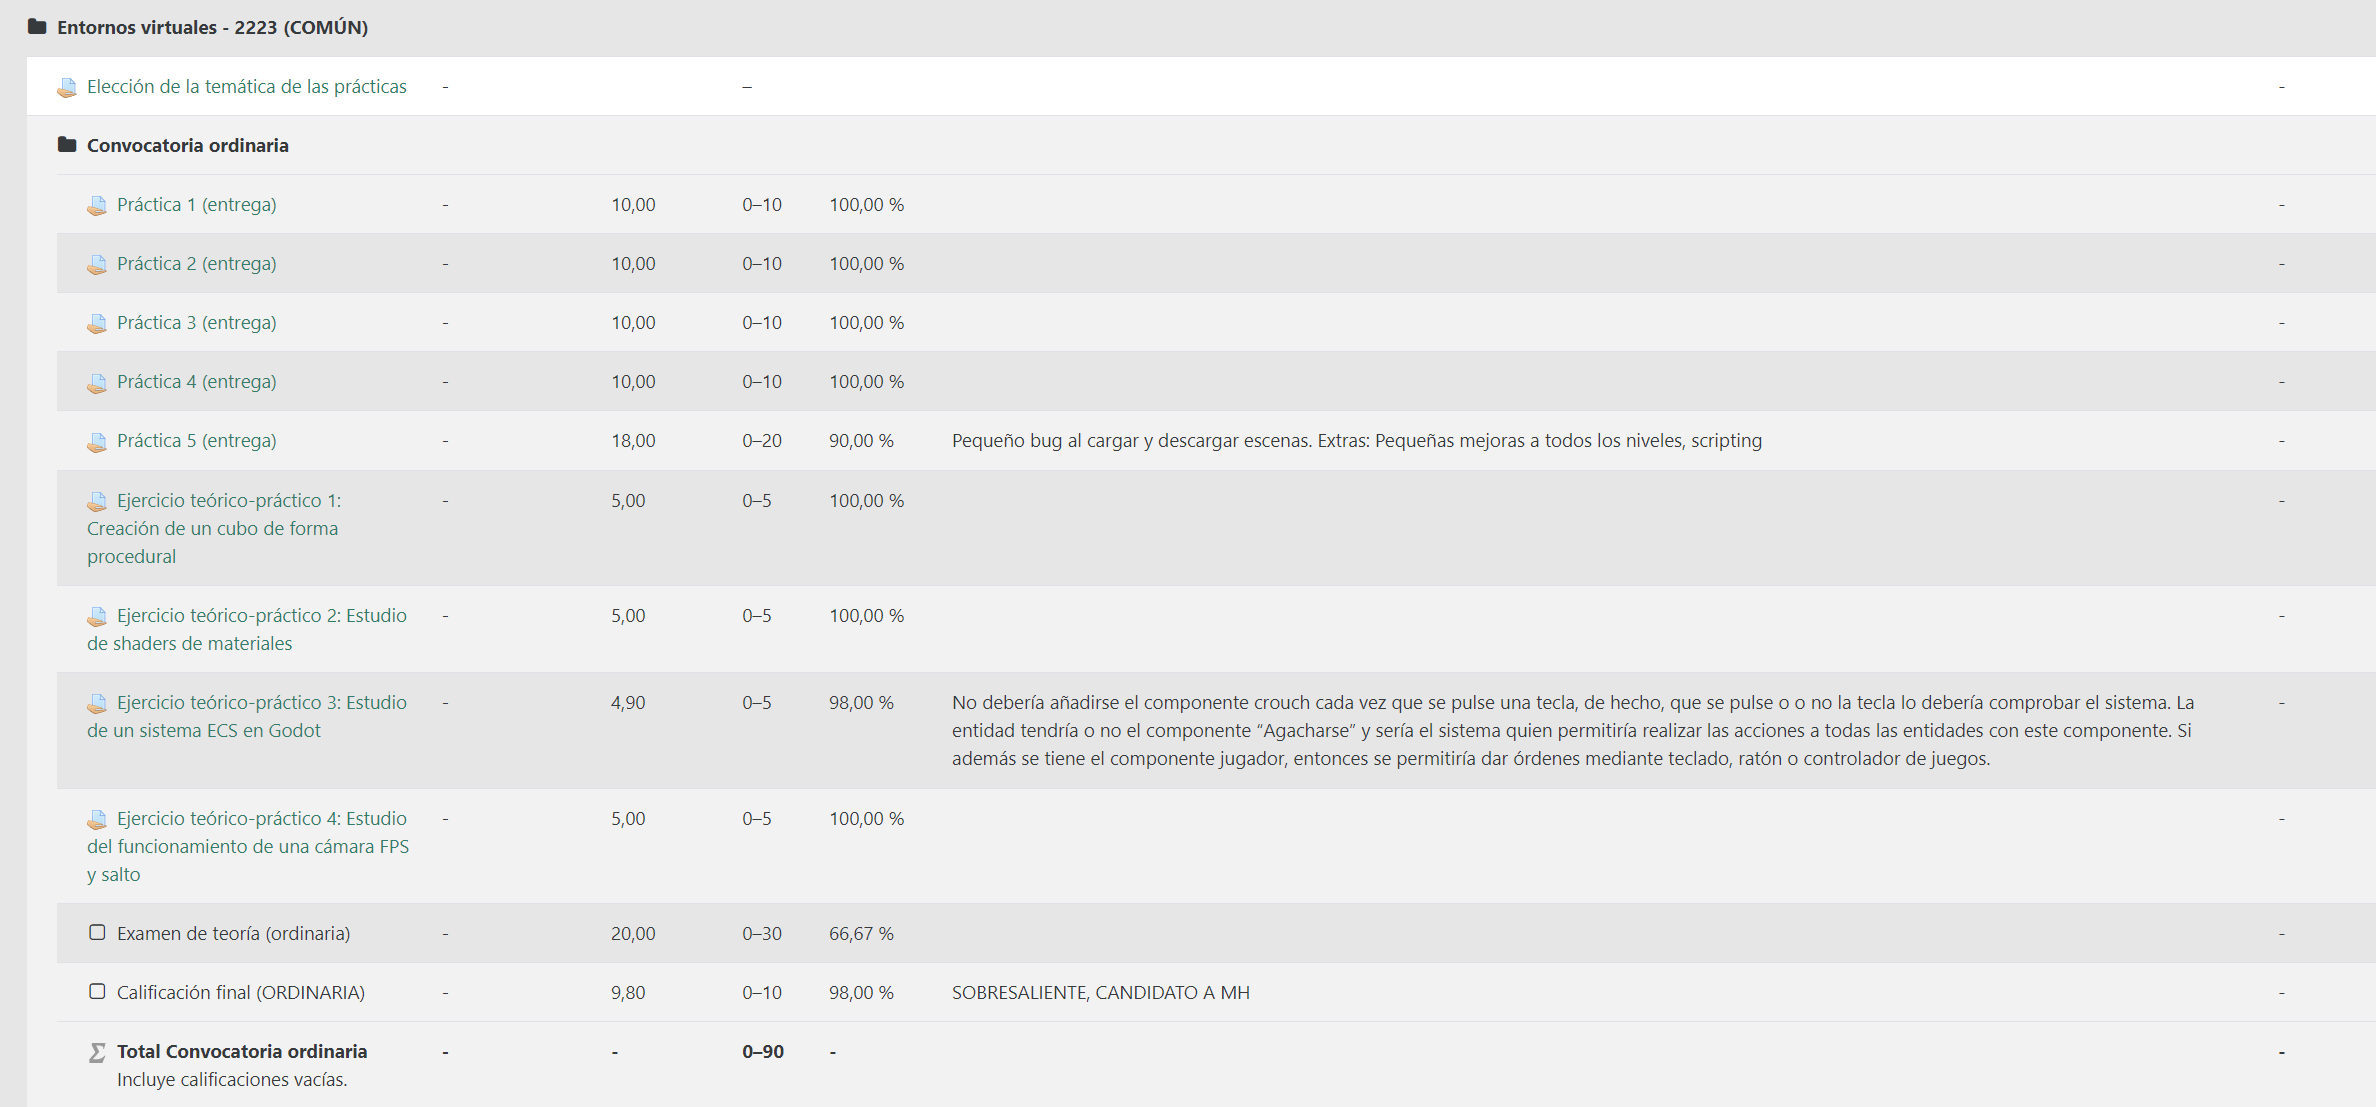 Entornos virtuales - 2223 (COMÚN)
Elección de la temática de las prácticas - – -
Convocatoria ordinaria
Práctica 1 (entrega) - 10,00 0–10 100,00 % -
Práctica 2 (entrega) - 10,00 0–10 100,00 % -
Práctica 3 (entrega) - 10,00 0–10 100,00 % -
Práctica 4 (entrega) - 10,00 0–10 100,00 % -
Práctica 5 (entrega) - 18,00 0–20 90,00 % Pequeño bug al cargar y descargar escenas. Extras: Pequeñas mejoras a todos los niveles, scripting -
Ejercicio teórico-práctico 1: - 5,00 0–5 100,00 % -
Creación de un cubo de forma
procedural
Ejercicio teórico-práctico 2: Estudio - 5,00 0–5 100,00 % -
de shaders de materiales
Ejercicio teórico-práctico 3: Estudio - 4,90 0–5 98,00 % No debería añadirse el componente crouch cada vez que se pulse una tecla, de hecho, que se pulse o o no la tecla lo debería comprobar el sistema. La -
de un sistema ECS en Godot entidad tendría o no el componente “Agacharse” y sería el sistema quien permitiría realizar las acciones a todas las entidades con este componente. Si
además se tiene el componente jugador, entonces se permitiría dar órdenes mediante teclado, ratón o controlador de juegos.
Ejercicio teórico-práctico 4: Estudio - 5,00 0–5 100,00 % -
del funcionamiento de una cámara FPS
y salto
Examen de teoría (ordinaria) - 20,00 0–30 66,67 % -
Calificación final (ORDINARIA) - 9,80 0–10 98,00 % SOBRESALIENTE, CANDIDATO A MH -
Total Convocatoria ordinaria - - 0–90 - -
Incluye calificaciones vacías.